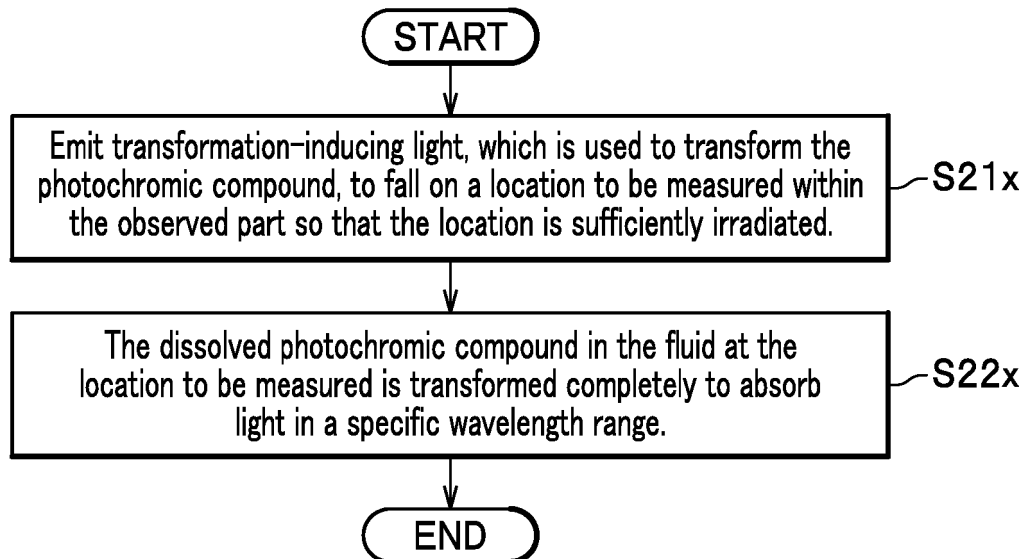 START
Emit transformation-inducing light, which is used to transform the
photochromic compound, to fall on a location to be measured within
the observed part so that the location is sufficiently irradiated.
S21x
The dissolved photochromic compound in the fluid at the
location to be measured is transformed completely to absorb
light in a specific wavelength range.
S22x
END